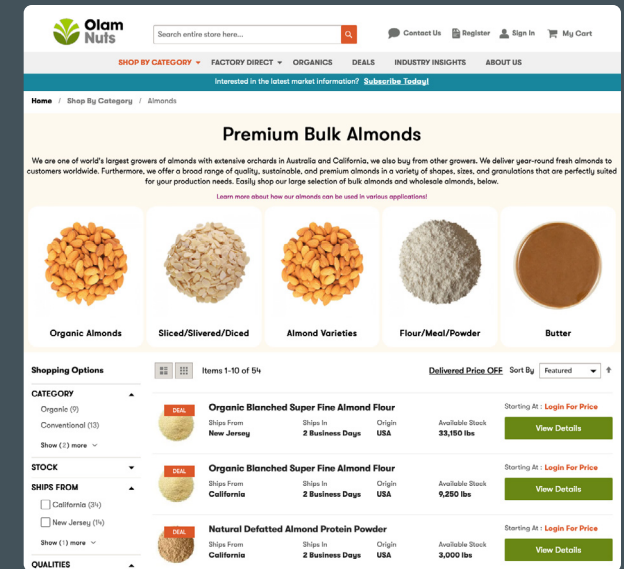 Olam
Nuts
Search entire store here...
Contact Us
Register
Sign In
My Cart
SHOP BY CATEGORY
FACTORY DIRECT
ORGANICS
DEALS
INDUSTRY INSIGHTS
ABOUT US
Interested in the latest market information? Subscribe Today!
Home / Shop By Category / Almonds
Premium Bulk Almonds
We are one of world's largest growers of almonds with extensive orchards in Australia and California, we also buy from other growers. We deliver year-round fresh almonds to
customers worldwide. Furthermore, we offer a broad range of quality, sustainable, and premium almonds in a variety of shapes, sizes, and granulations that are perfectly suited
for your production needs. Easily shop our large selection of bulk almonds and wholesale almonds, below.
Learn more about how our almonds can be used in various applications!
Organic Almonds
Sliced/Slivered/Diced
Almond Varieties
Flour/Meal/Powder
Butter
Shopping Options
Items 1-10 of 54
Delivered Price OFF
Sort By
Featured
CATEGORY
Organic (9)
Conventional (13)
Show (2) more
STOCK
SHIPS FROM
California (34)
New Jersey (14)
Show (1) more
QUALITIES
DEAL
Organic Blanched Super Fine Almond Flour
Ships From
New Jersey
Ships In
2 Business Days
Origin
USA
Available Stock
33,150 lbs
Starting At : Login For Price
View Details
DEAL
Organic Blanched Super Fine Almond Flour
Ships From
California
Ships In
2 Business Days
Origin
USA
Available Stock
9,250 lbs
Starting At : Login For Price
View Details
DEAL
Natural Defatted Almond Protein Powder
Ships From
California
Ships In
2 Business Days
Origin
USA
Available Stock
3,000 lbs
Starting At : Login For Price
View Details